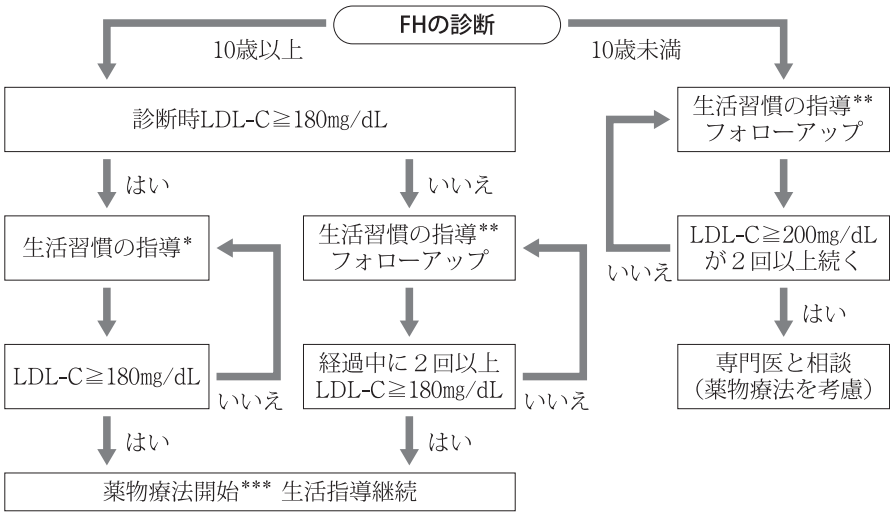 FHの診断
10歳以上
10歳未満
診断時LDL-C≧180mg/dL
生活習慣の指導**
フォローアップ
はい
いいえ
生活習慣の指導*
生活習慣の指導**
フォローアップ
LDL-C≧200mg/dL
が2回以上続く
いいえ
はい
LDL-C≧180mg/dL
いいえ
経過中に2回以上
LDL-C≧180mg/dL
いいえ
専門医と相談
(薬物療法を考慮)
はい
はい
薬物療法開始*** 生活指導継続